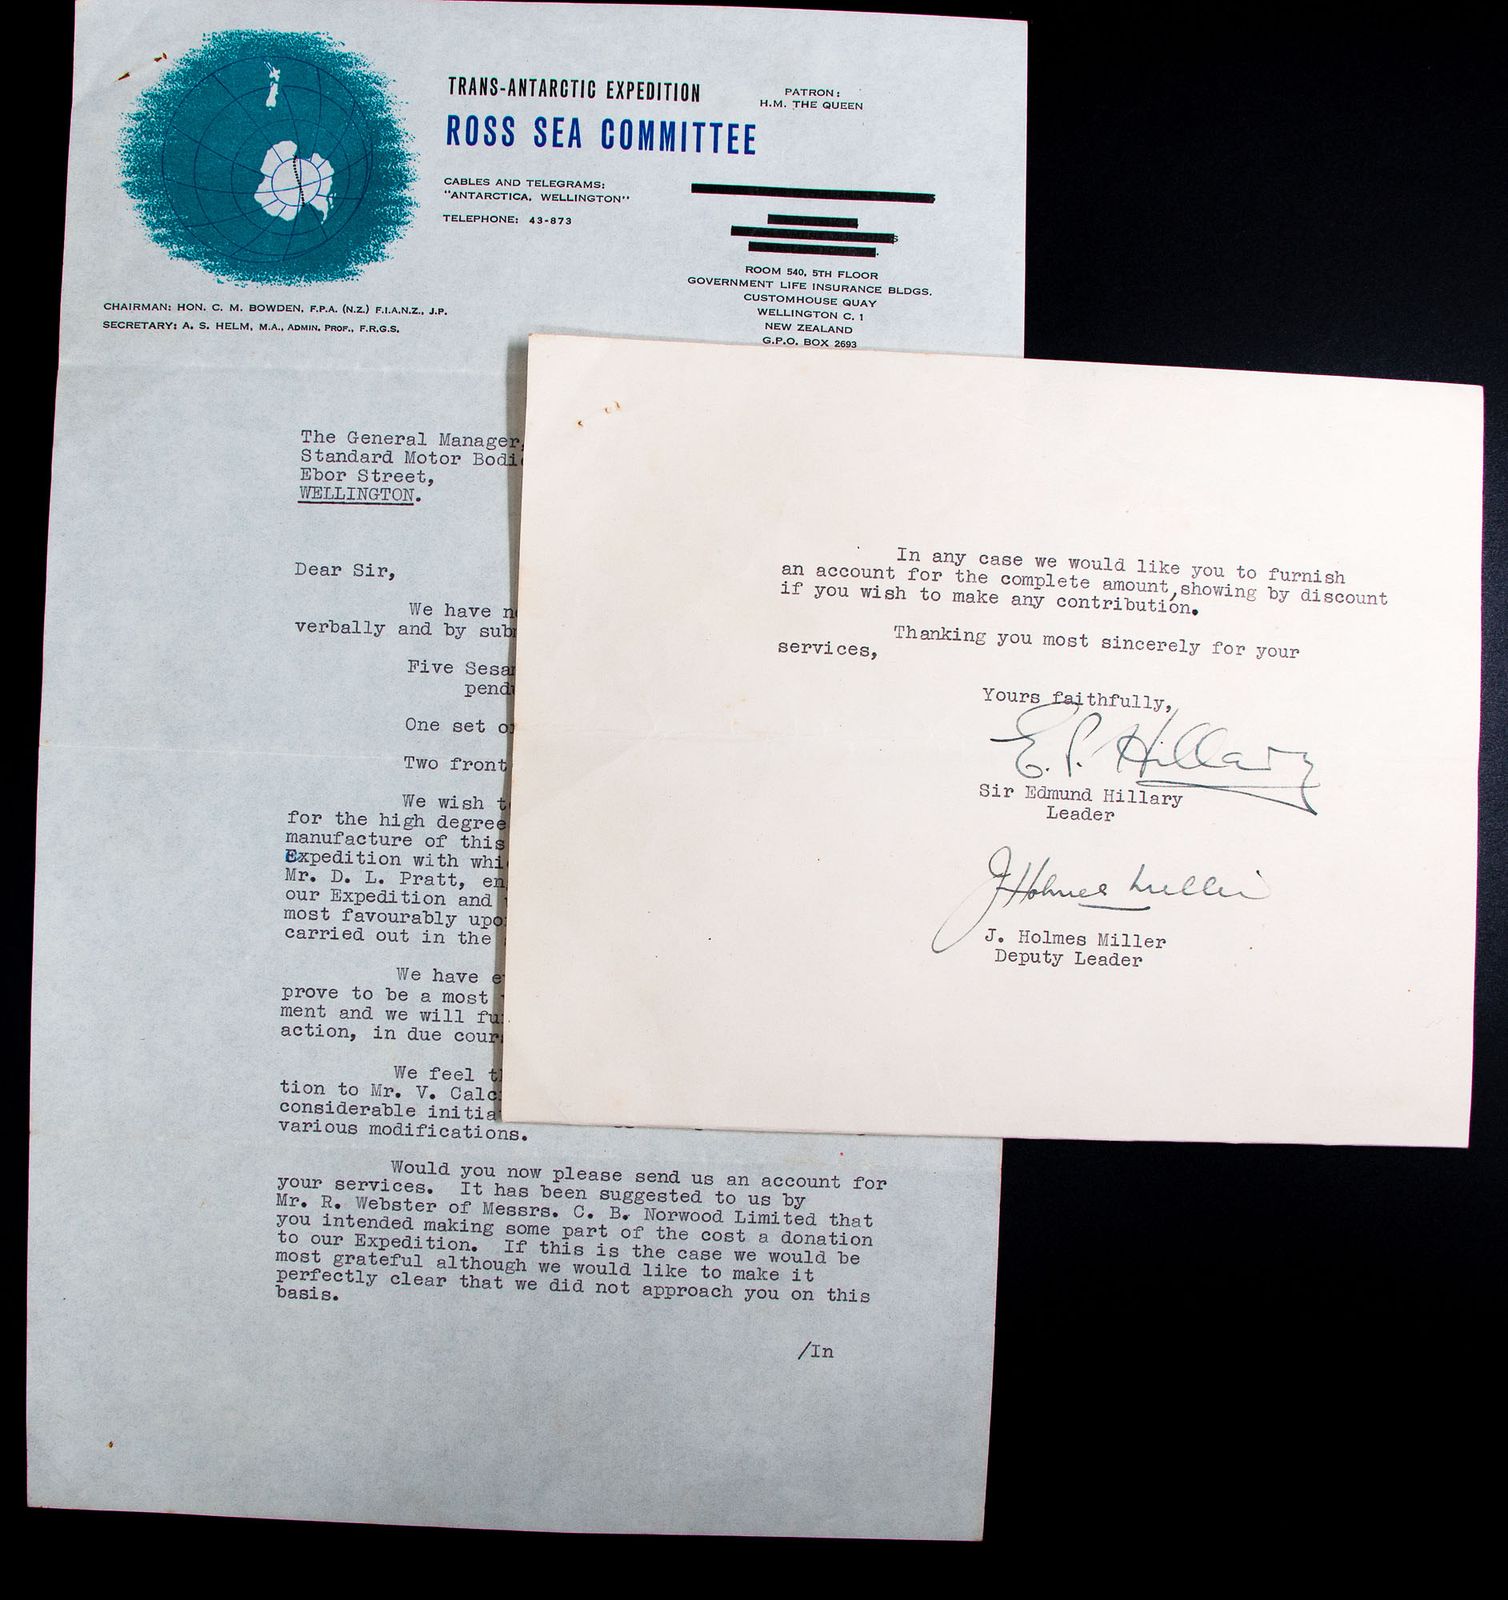 TRANS-ANTARCTIC EXPEDITION
ROSS SEA COMMITTEE
PATRON:
H.M. THE QUEEN
CABLES AND TELEGRAMS:
"ANTARCTICA, WELLINGTON"
TELEPHONE: 43-873
ROOM 540, 5TH FLOOR
GOVERNMENT LIFE INSURANCE BLDGS.
CUSTOMHOUSE QUAY
WELLINGTON C. 1
NEW ZEALAND
G.P.O. BOX 2693
CHAIRMAN: HON. C. M. BOWDEN, F.P.A. (N.Z.) F.I.A.N.Z., J.P.
SECRETARY: A. S. HELM, M.A., ADMIN. PROF., F.R.G.S.
The General Manager,
Standard Motor
Ebor Street,
WELLINGTON.
Dear Sir,
We have
verbally and by
Five
One set
Two front
We wish
for the high degree
manufacture of this
Expedition with
Mr. D. L. Pratt,
our Expedition and
most favourably
carried out in the
We have
prove to be a most
ment and we will
action, in due
We feel
tion to Mr. V.
considerable
various modifications.
Would you now please send us an account for
your services. It has been suggested to us by
Mr. R. Webster of Messrs. C. B. Norwood Limited that
you intended making some part of the cost a donation
to our Expedition. If this is the case we would be
most grateful although we would like to make it
perfectly clear that we did not approach you on this
basis.
/In
In any case we would like you to furnish
an account for the complete amount, showing by discount
if you wish to make any contribution.
Thanking you most sincerely for your
services,
Yours faithfully,
E. P. Hillary
Sir Edmund Hillary
Leader
J Holmes Miller
J. Holmes Miller
Deputy Leader